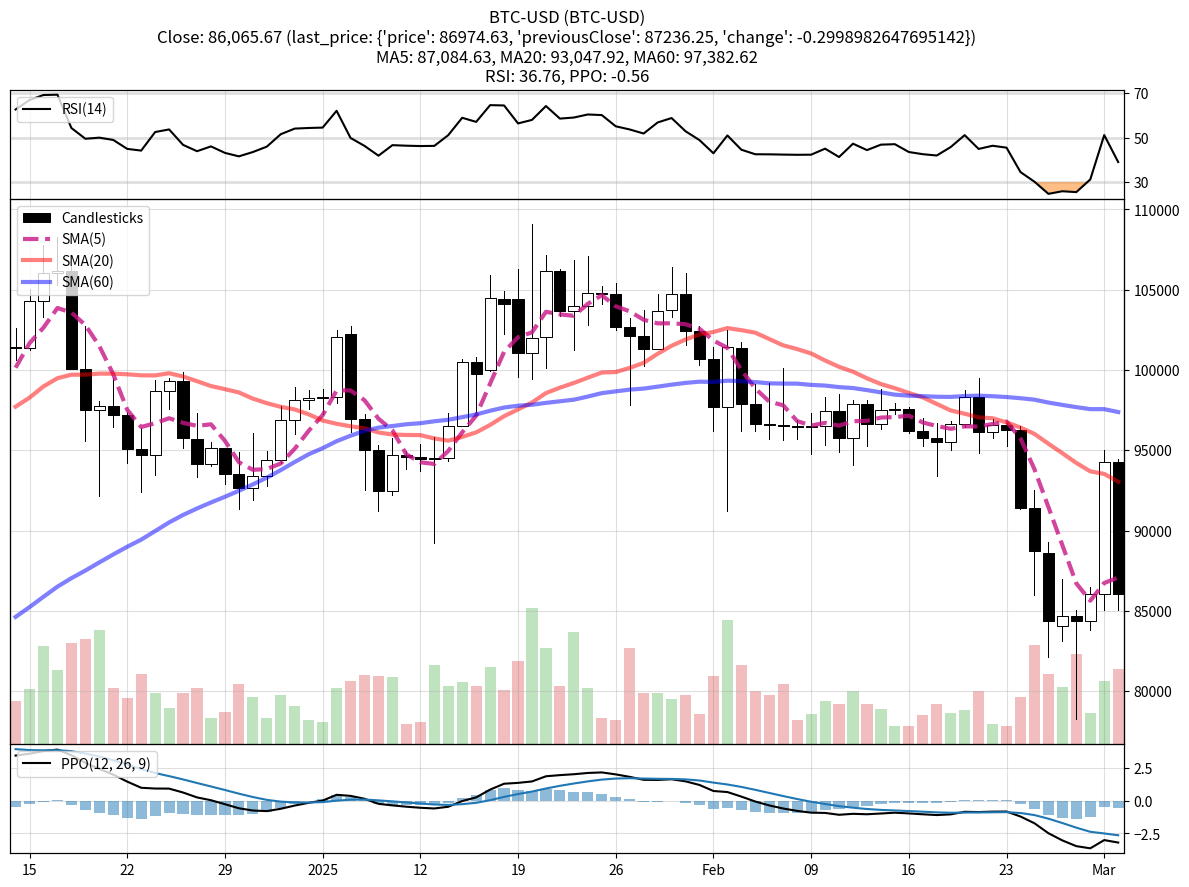 BTC-USD (BTC-USD)
Close: 86,065.67 (last_price: {'price': 86974.63, 'previousClose': 87236.25, 'change': -0.2998982647695142})
MA5: 87,084.63, MA20: 93,047.92, MA60: 97,382.62
RSI: 36.76, PPO: -0.56
RSI(14)
70
50
30
Candlesticks
SMA(5)
SMA(20)
SMA(60)
110000
105000
100000
95000
90000
85000
80000
PPO(12, 26, 9)
2.5
0.0
−2.5
15 22 29 2025 12 19 26 Feb 09 16 23 Mar